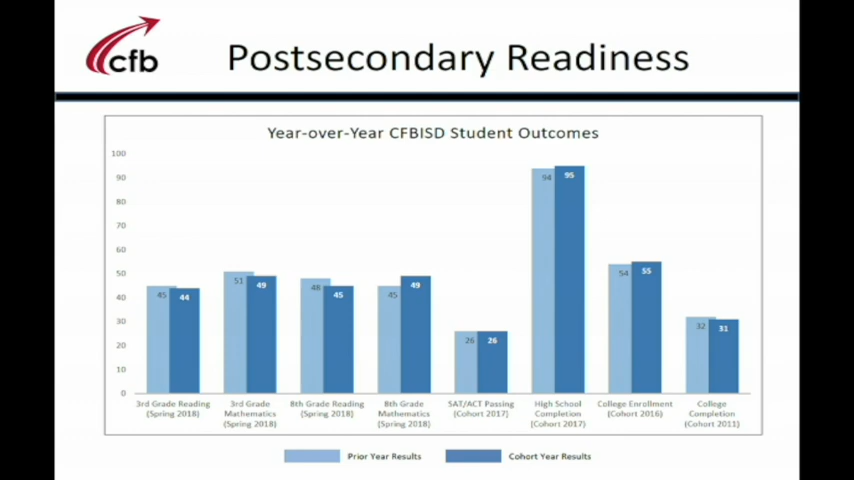 cfb
Postsecondary Readiness
Year-over-Year CFBISD Student Outcomes
100
90
80
70
60
50
40
30
20
10
0
45
44
51
49
48
45
45
49
26
26
94
95
54
55
32
31
3rd Grade Reading
(Spring 2018)
3rd Grade
Mathematics
(Spring 2018)
8th Grade Reading
(Spring 2018)
8th Grade
Mathematics
(Spring 2018)
SAT/ACT Passing
(Cohort 2017)
High School
Completion
(Cohort 2017)
College Enrollment
(Cohort 2016)
College
Completion
(Cohort 2011)
Prior Year Results
Cohort Year Results